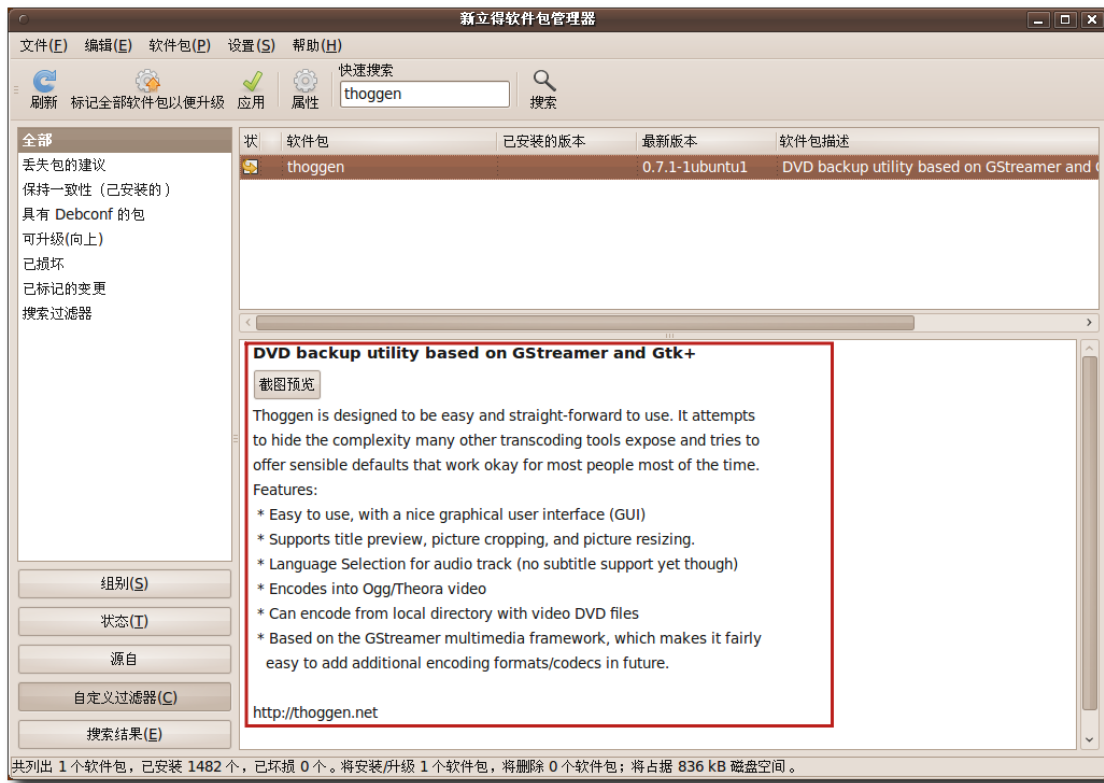 新立得软件包管理器
文件(F) 编辑(E) 软件包(P) 设置(S) 帮助(H)
快速搜索
刷新 标记全部软件包以便升级 应用 属性 thoggen 搜索
全部
丢失包的建议
保持一致性（已安装的）
具有 Debconf 的包
可升级(向上)
已损坏
已标记的变更
搜索过滤器
组别(S)
状态(T)
源自
自定义过滤器(C)
搜索结果(E)
状 软件包 已安装的版本 最新版本 软件包描述
thoggen 0.7.1-1ubuntu1 DVD backup utility based on GStreamer and
DVD backup utility based on GStreamer and Gtk+
截图预览
Thoggen is designed to be easy and straight-forward to use. It attempts
to hide the complexity many other transcoding tools expose and tries to
offer sensible defaults that work okay for most people most of the time.
Features:
* Easy to use, with a nice graphical user interface (GUI)
* Supports title preview, picture cropping, and picture resizing.
* Language Selection for audio track (no subtitle support yet though)
* Encodes into Ogg/Theora video
* Can encode from local directory with video DVD files
* Based on the GStreamer multimedia framework, which makes it fairly
easy to add additional encoding formats/codecs in future.
http://thoggen.net
共列出 1 个软件包，已安装 1482 个，已坏损 0 个。将安装/升级 1 个软件包，将删除 0 个软件包；将占据 836 kB 磁盘空间。